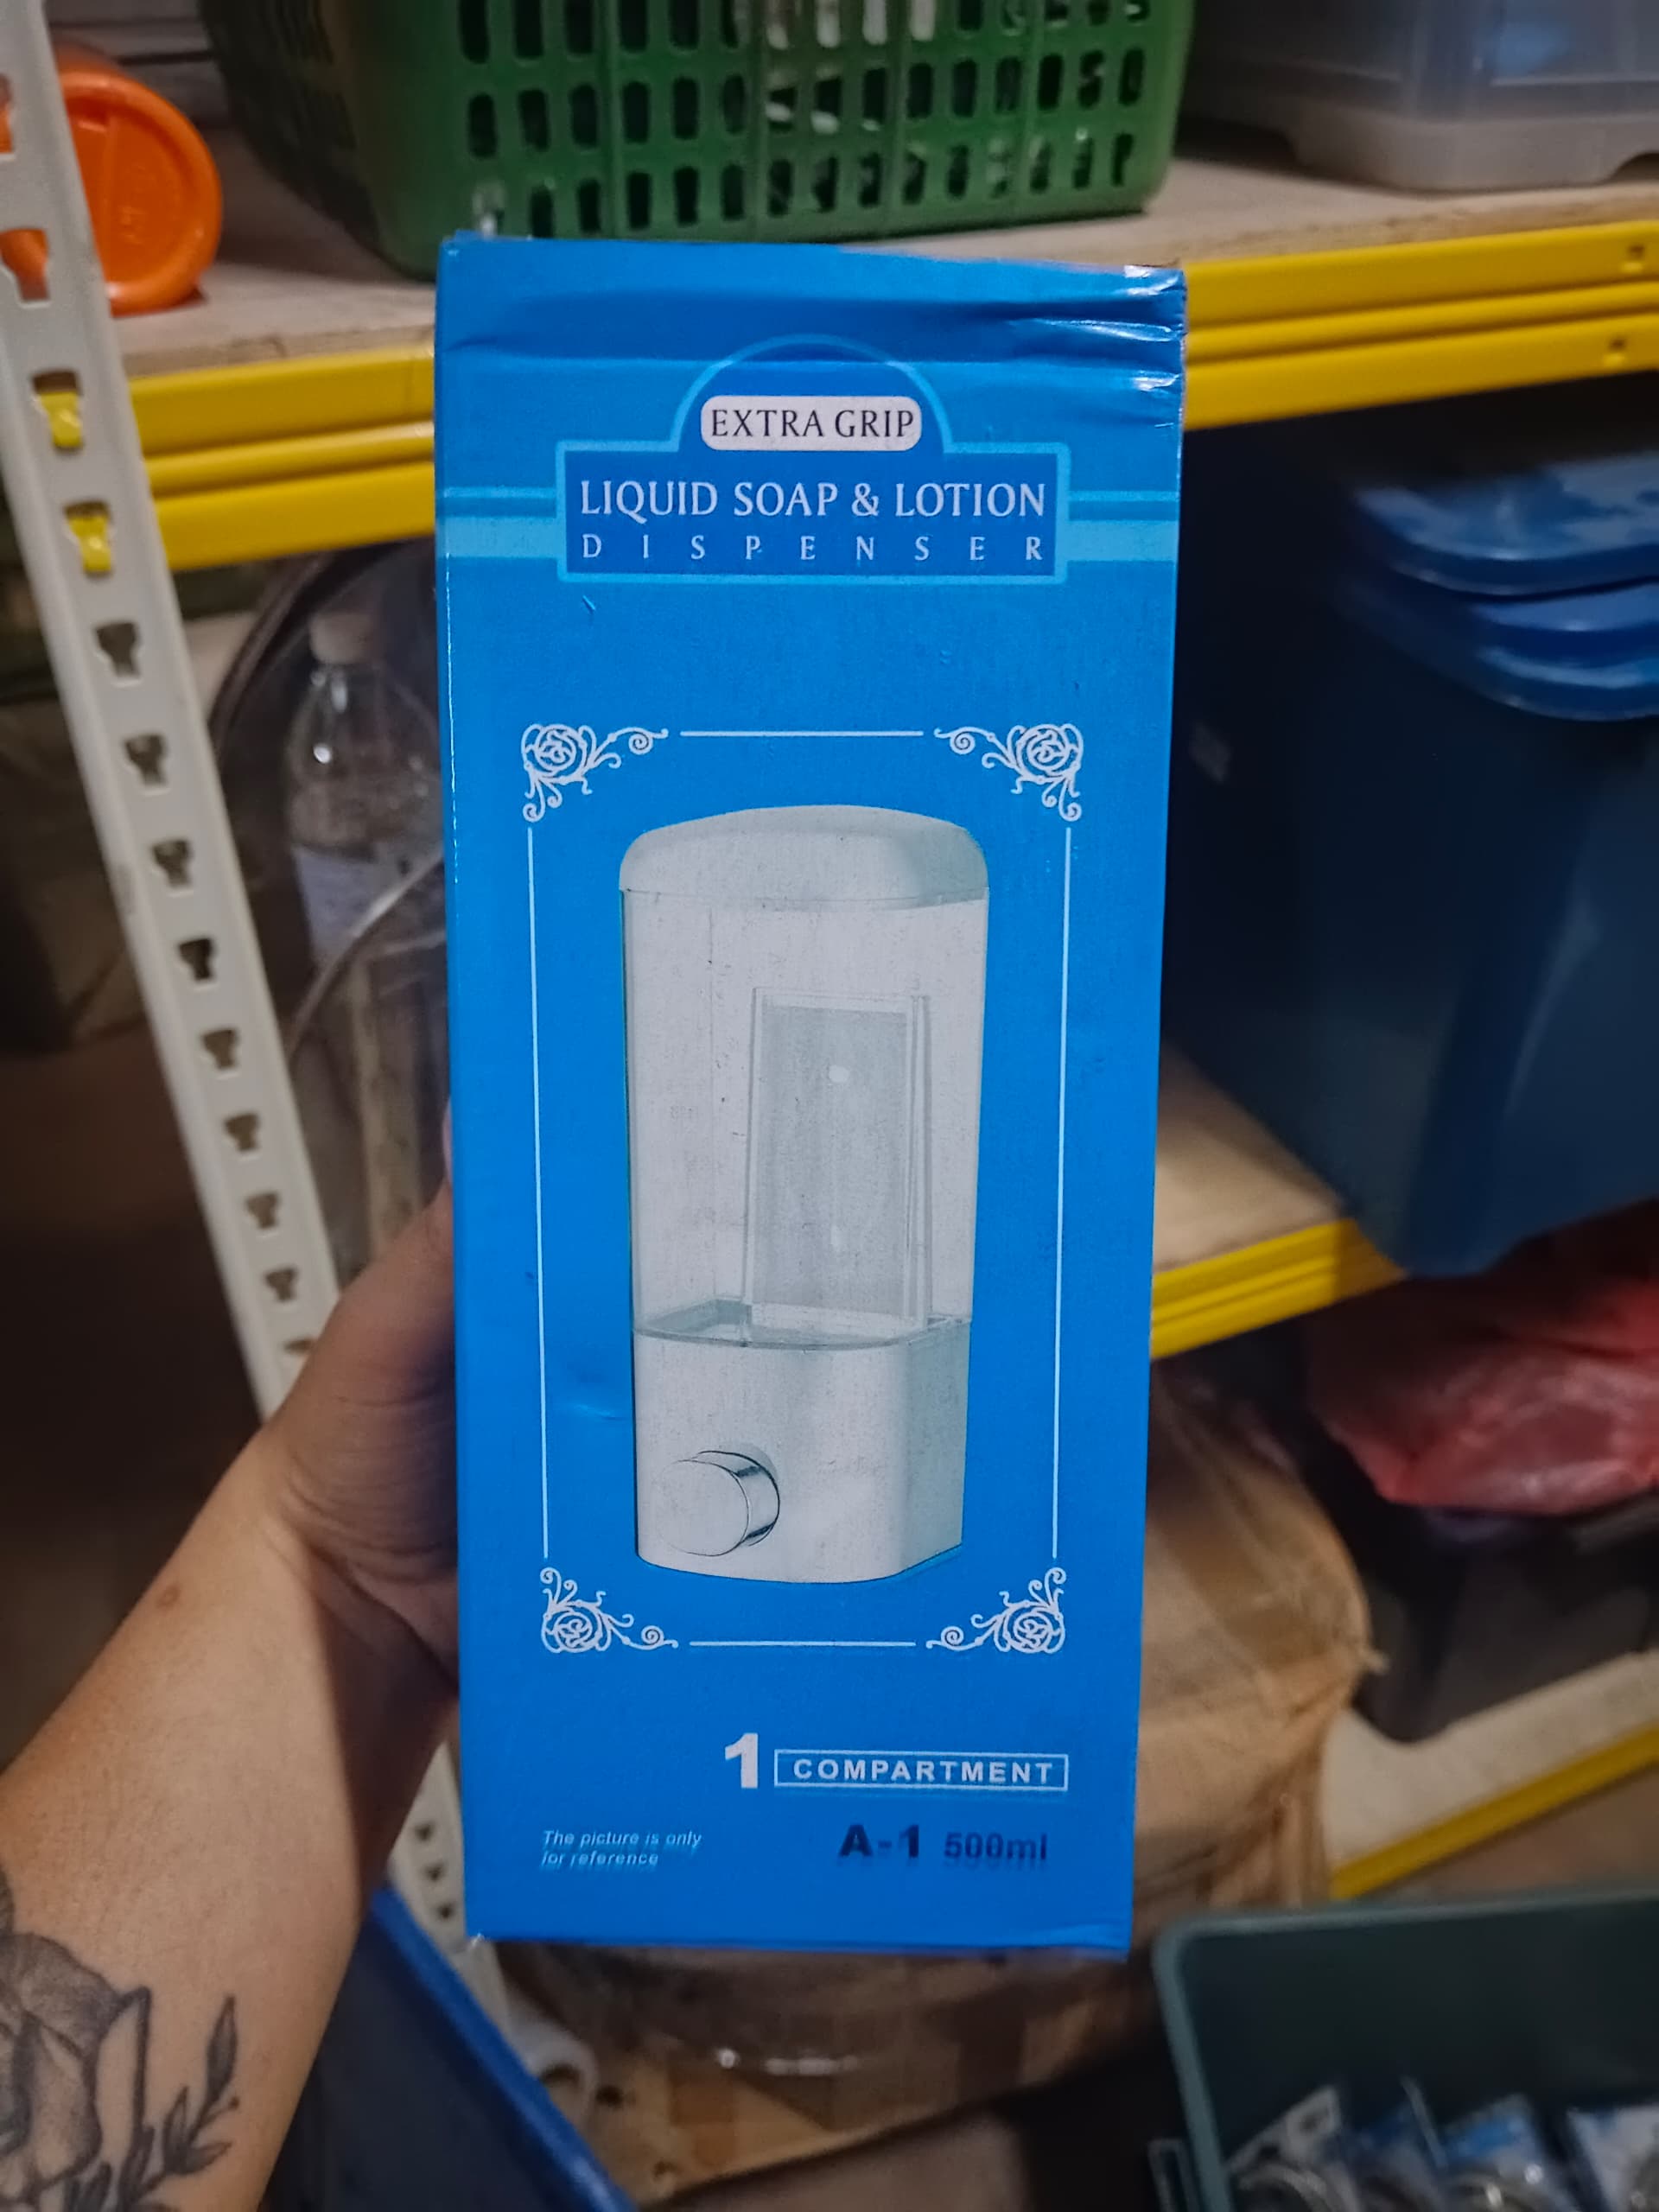 EXTRA GRIP
LIQUID SOAP & LOTION
DISPENSER
1 COMPARTMENT
The picture is only
for reference
A-1 500ml